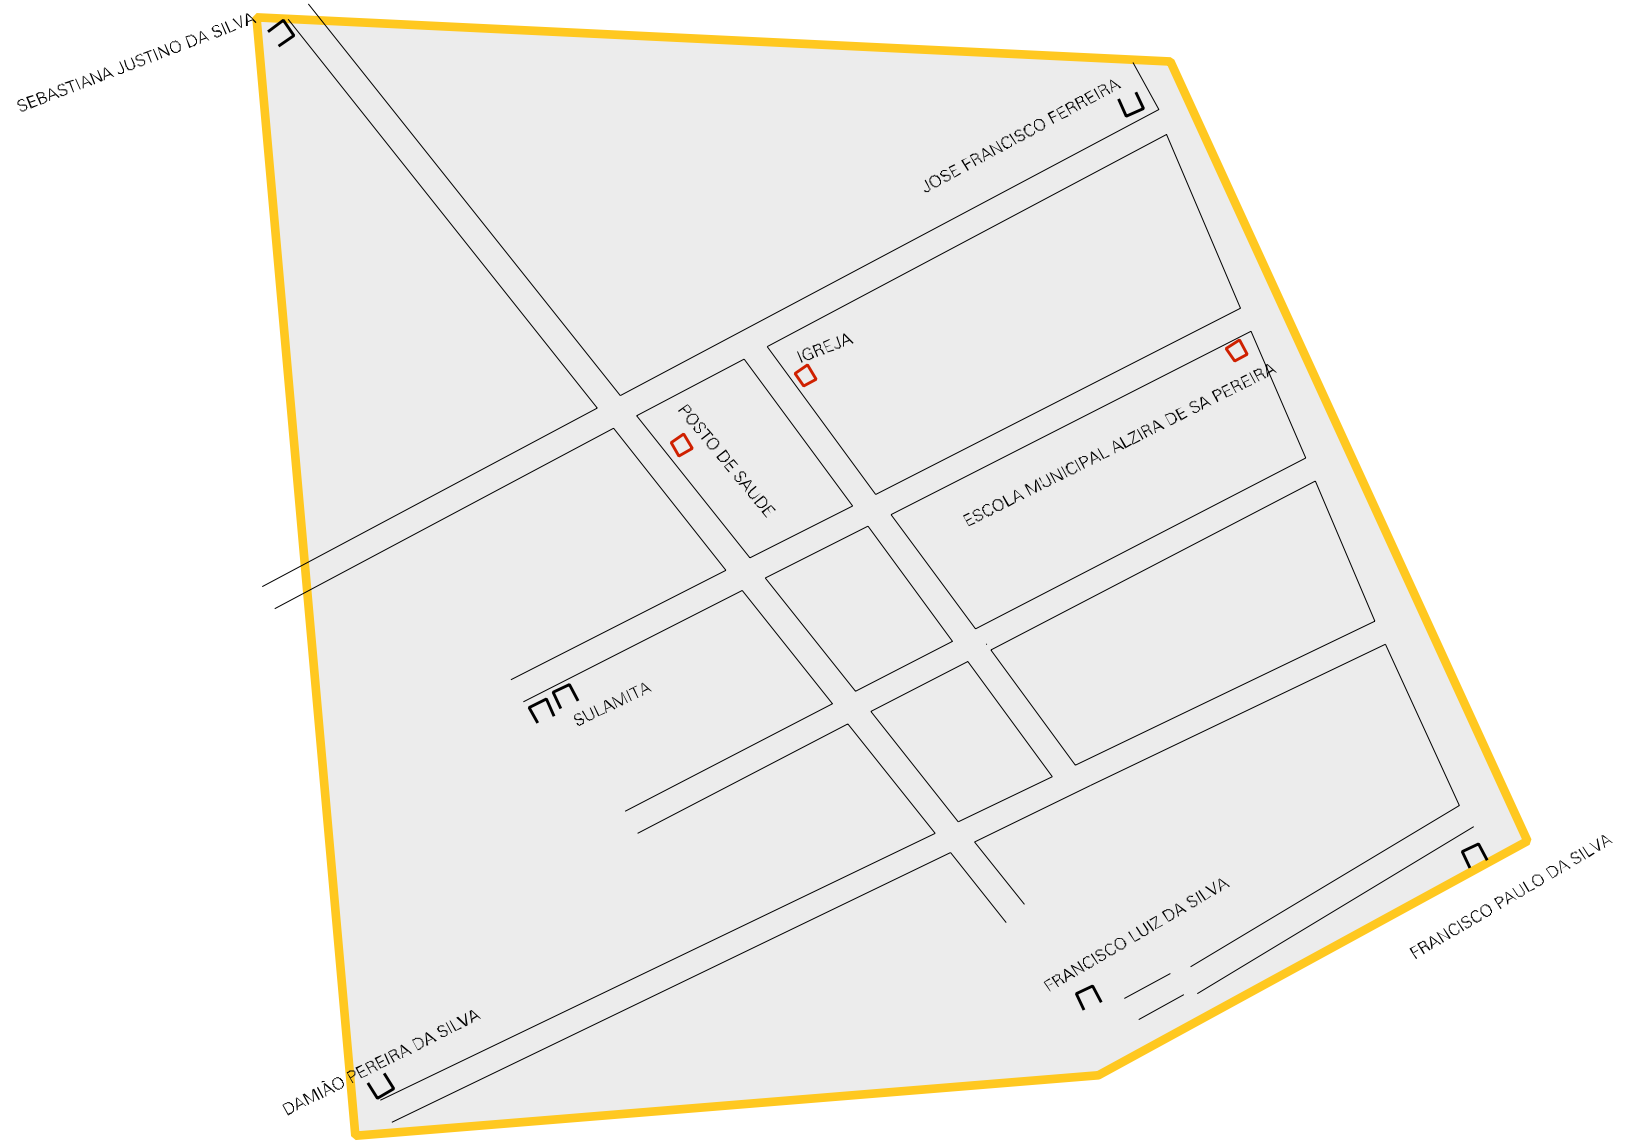 SEBASTIANA JUSTINO DA SILVA
JOSE FRANCISCO FERREIRA
IGREJA
POSTO DE SAUDE
ESCOLA MUNICIPAL ALZIRA DE SA PEREIRA
SULAMITA
FRANCISCO LUIZ DA SILVA
FRANCISCO PAULO DA SILVA
DAMIÀO PEREIRA DA SILVA